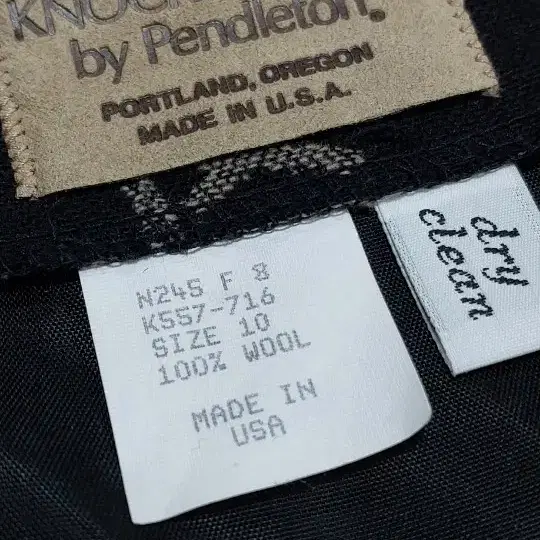 by Pendleton®
PORTLAND, OREGON
MADE IN U.S.A.
N245 F 8
K557-716
SIZE 10
100% WOOL
MADE IN
USA
dry
clean